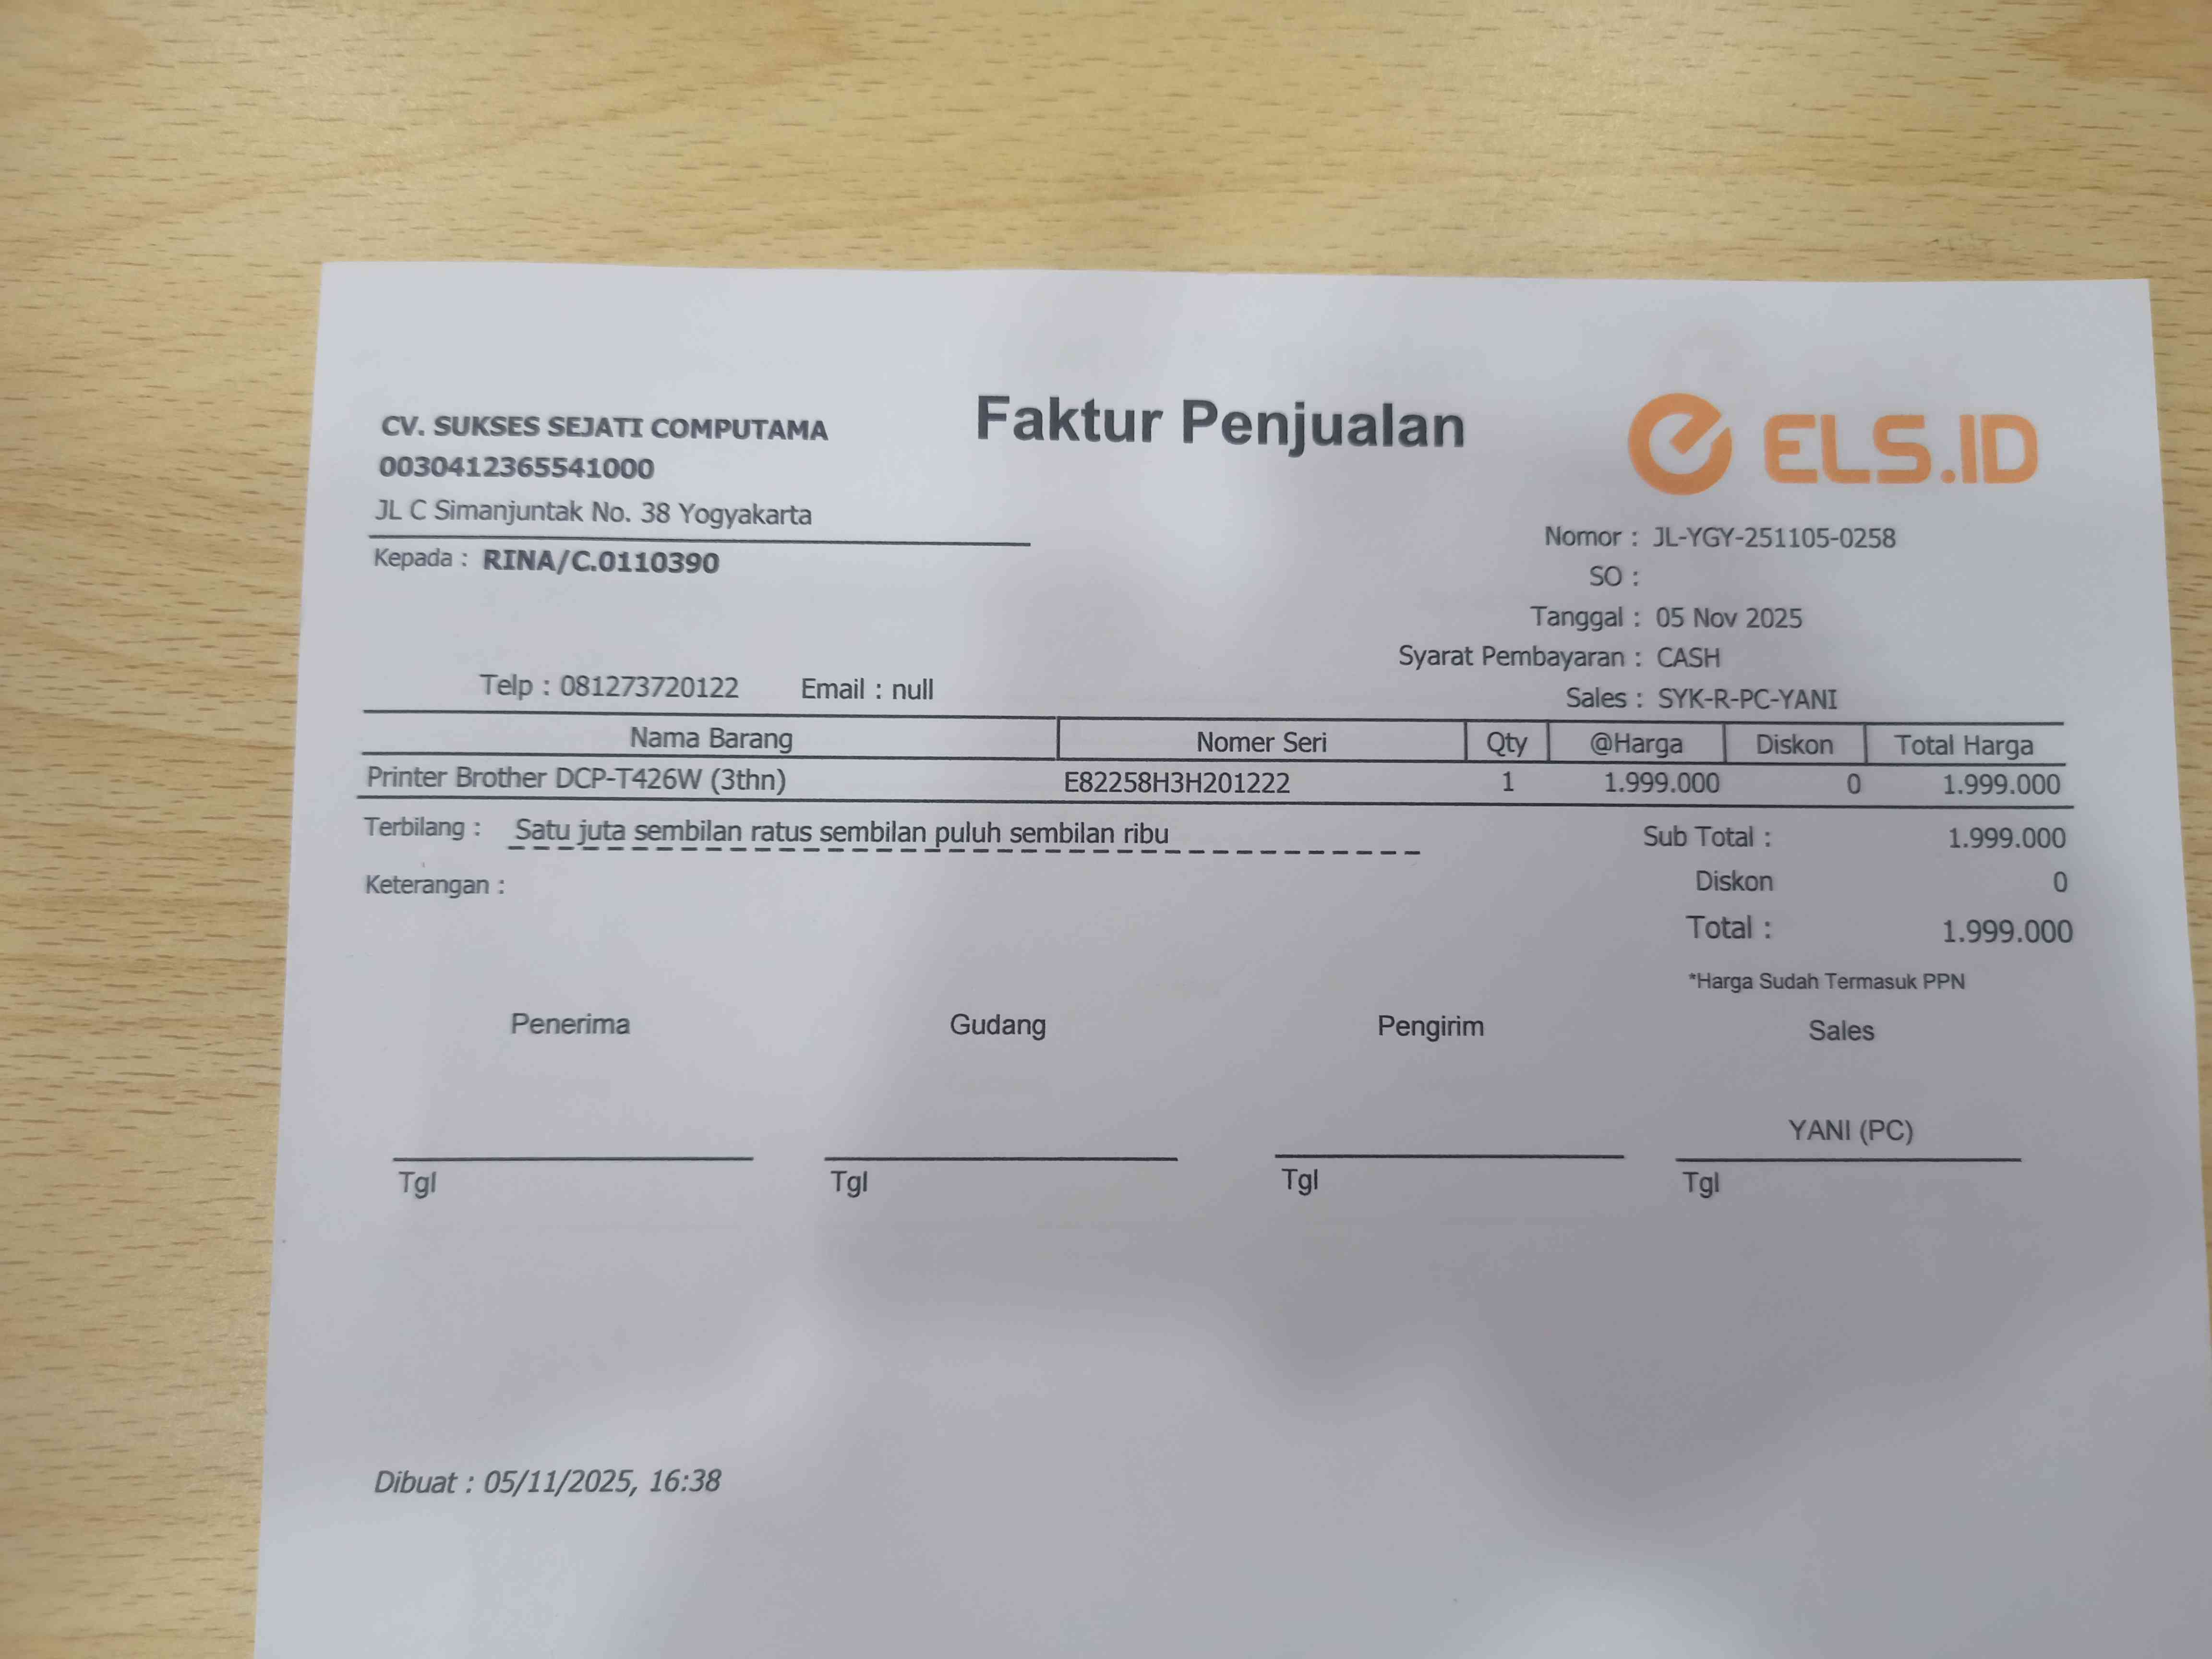 Faktur Penjualan
ELS.ID
CV. SUKSES SEJATI COMPUTAMA
0030412365541000
JL C Simanjuntak No. 38 Yogyakarta
Kepada : RINA/C.0110390
Telp : 081273720122 Email : null
Nomor : JL-YGY-251105-0258
SO :
Tanggal : 05 Nov 2025
Syarat Pembayaran : CASH
Sales : SYK-R-PC-YANI
Nama Barang Nomer Seri Qty @Harga Diskon Total Harga
Printer Brother DCP-T426W (3thn) E82258H3H201222 1 1.999.000 0 1.999.000
Terbilang : Satu juta sembilan ratus sembilan puluh sembilan ribu
Keterangan :
Sub Total : 1.999.000
Diskon 0
Total : 1.999.000
*Harga Sudah Termasuk PPN
Penerima Gudang Pengirim Sales
YANI (PC)
Tgl Tgl Tgl Tgl
Dibuat : 05/11/2025, 16:38